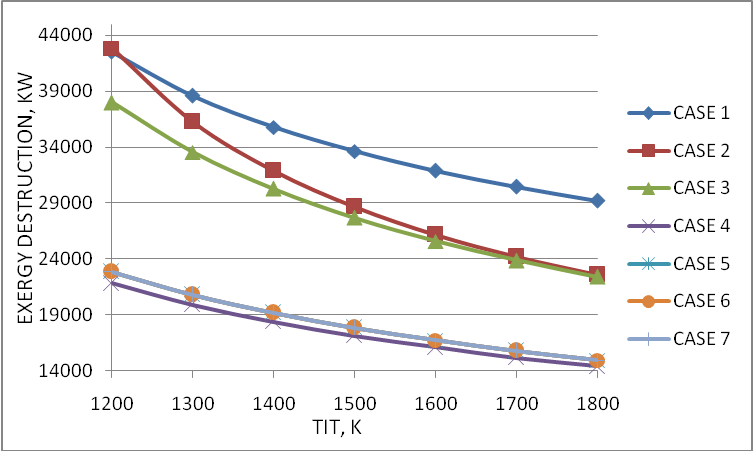 EXERGY DESTRUCTION, KW
44000
39000
34000
29000
24000
19000
14000
1200 1300 1400 1500 1600 1700 1800
TIT, K
CASE 1
CASE 2
CASE 3
CASE 4
CASE 5
CASE 6
CASE 7